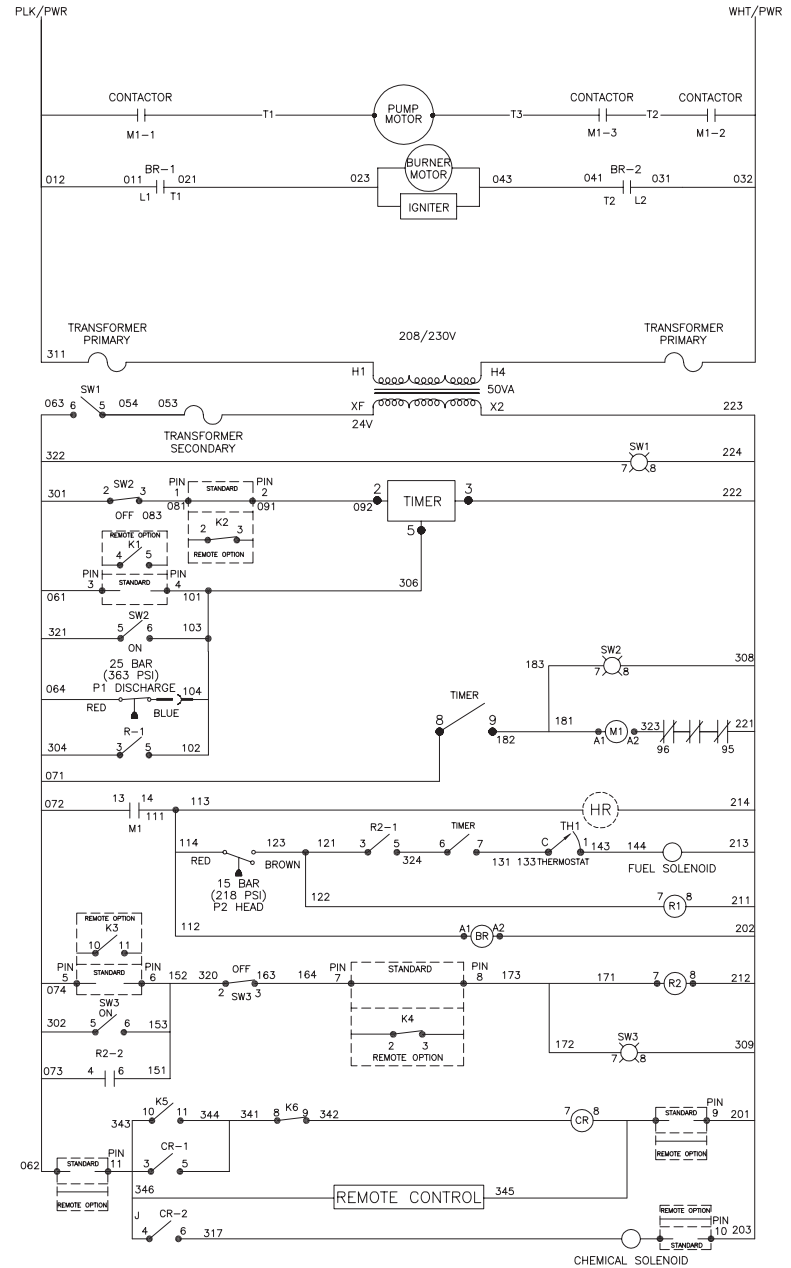 PLK/PWR WHT/PWR
CONTACTOR CONTACTOR CONTACTOR
T1 PUMP MOTOR T3 T2
M1-1 M1-3 M1-2
BR-1 BURNER MOTOR BR-2
012 011 021 023 043 041 031 032
L1 T1 IGNITER T2 L2
TRANSFORMER PRIMARY 208/230V TRANSFORMER PRIMARY
311 H1 H4
50VA
SW1
063 6 5 054 053 XF X2 223
24V
TRANSFORMER SECONDARY
SW1
322 7 8 224
SW2 PIN STANDARD PIN
301 2 3 1 2 2 TIMER 3 222
OFF 083 081 091 092
K2
2 3
REMOTE OPTION
5
REMOTE OPTION
K1
4 5
PIN PIN
3 STANDARD 4 306
061 101
SW2
321 5 6 103
ON
25 BAR
(363 PSI)
P1 DISCHARGE
064 104
RED BLUE
R-1
304 3 5 102
SW2
183 7 8 308
TIMER
8 9 181 M1 323 221
182 A1 A2 96 95
071
072 13 14 113 HR 214
111
M1
114 123 121 R2-1 TIMER TH1
RED BROWN 3 5 6 7 C 1 143 144 213
324 131 133 THERMOSTAT FUEL SOLENOID
15 BAR
(218 PSI)
P2 HEAD
122 7 R1 8 211
112 A1 BR A2 202
REMOTE OPTION
K3
10 11
PIN PIN OFF STANDARD
5 STANDARD 6 152 320 163 164 PIN 7 PIN 8 173 171 7 R2 8 212
074 2 SW3 3
SW3
ON
302 5 6 153
K4
2 3
REMOTE OPTION
SW3
172 7 8 309
R2-2
073 4 6 151
K5 K6 PIN
343 10 11 344 341 8 9 342 7 CR 8 STANDARD 9 201
REMOTE OPTION
CR-1
062 STANDARD PIN 11 3 5
REMOTE OPTION
346 REMOTE CONTROL 345
J CR-2 REMOTE OPTION
4 6 317 PIN 10 203
STANDARD
CHEMICAL SOLENOID